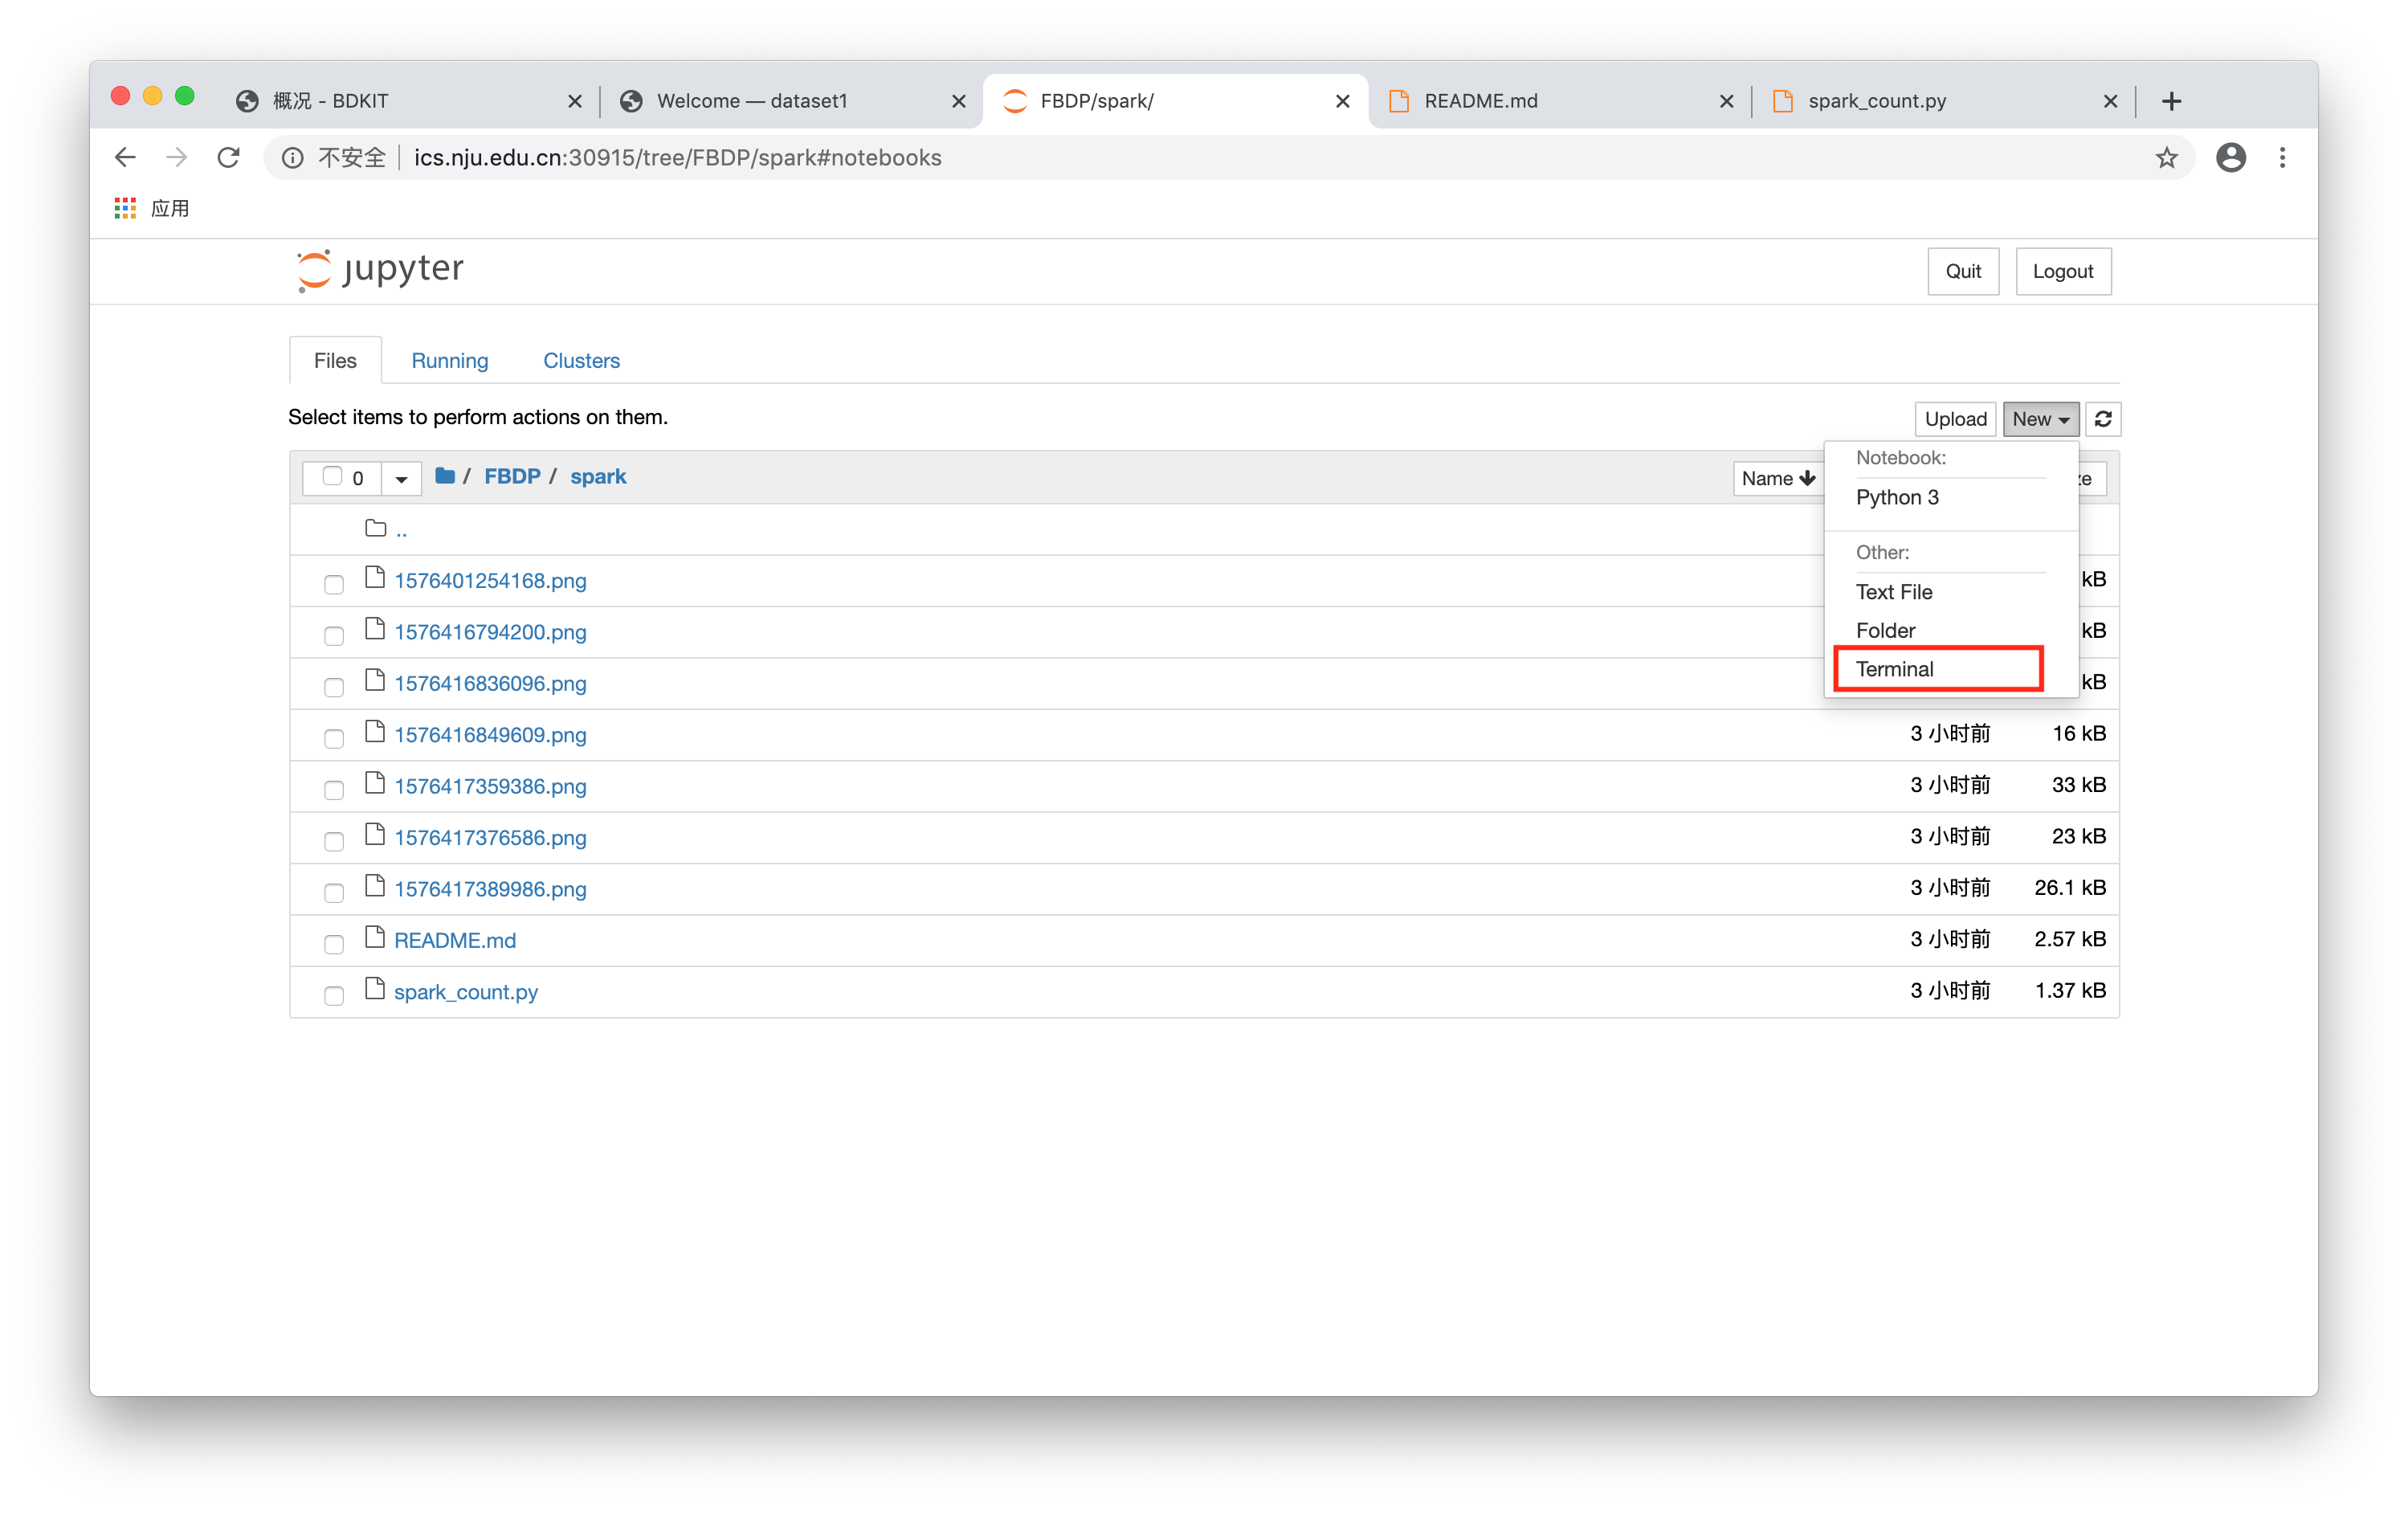 概况 - BDKIT
Welcome — dataset1
FBDP/spark/
README.md
spark_count.py
不安全 ics.nju.edu.cn:30915/tree/FBDP/spark#notebooks
应用
jupyter
Quit
Logout
Files
Running
Clusters
Select items to perform actions on them.
Upload
New
0
/ FBDP / spark
Name
Notebook:
Python 3
Other:
Text File
Folder
Terminal
..
1576401254168.png kB
1576416794200.png kB
1576416836096.png kB
1576416849609.png 3 小时前 16 kB
1576417359386.png 3 小时前 33 kB
1576417376586.png 3 小时前 23 kB
1576417389986.png 3 小时前 26.1 kB
README.md 3 小时前 2.57 kB
spark_count.py 3 小时前 1.37 kB